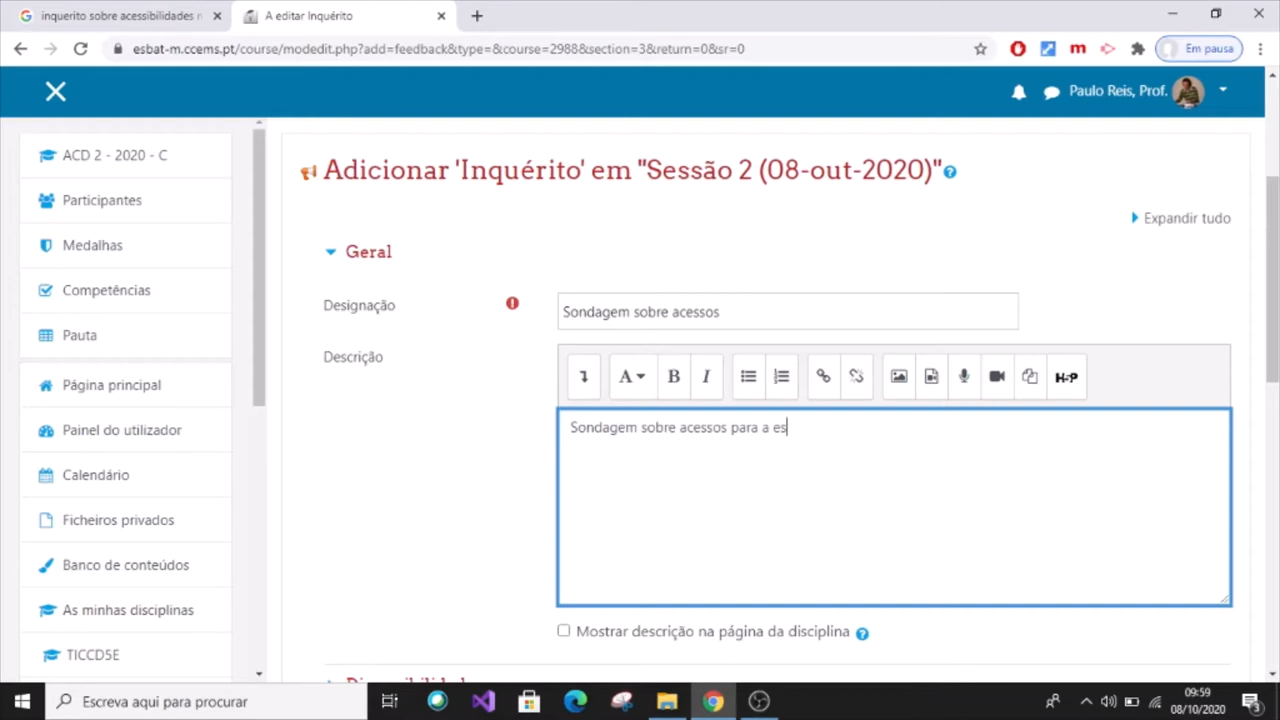 inquerito sobre acessibilidades n
A editar Inquérito
esbat-m.ccems.pt/course/modedit.php?add=feedback&type=&course=2988&section=3&return=0&sr=0
m
Em pausa
Paulo Reis, Prof.
ACD 2 - 2020 - C
Participantes
Medalhas
Competências
Pauta
Página principal
Painel do utilizador
Calendário
Ficheiros privados
Banco de conteúdos
As minhas disciplinas
TICCD5E
Adicionar 'Inquérito' em "Sessão 2 (08-out-2020)"
Expandir tudo
Geral
Designação
Sondagem sobre acessos
Descrição
A B I
H5P
Sondagem sobre acessos para a es
Mostrar descrição na página da disciplina
Disponibilidade
Escreva aqui para procurar
09:59
08/10/2020
3